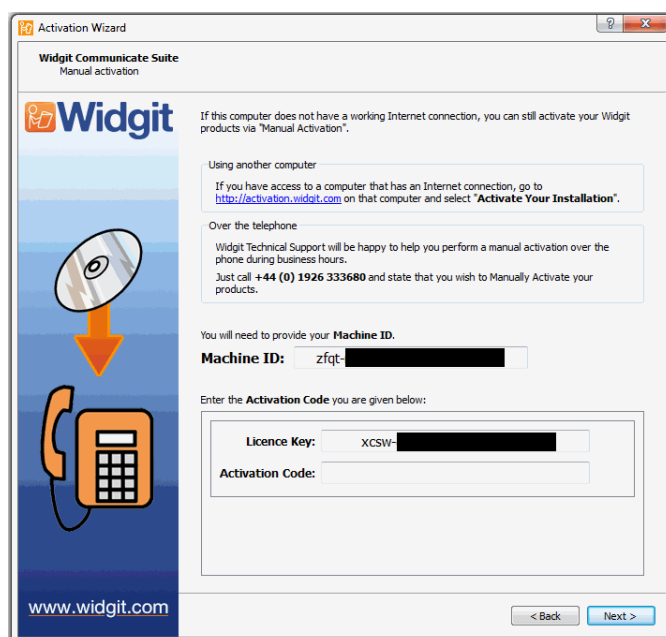 Activation Wizard
Widgit Communicate Suite
Manual activation
Widgit
If this computer does not have a working Internet connection, you can still activate your Widgit
products via "Manual Activation".
Using another computer
If you have access to a computer that has an Internet connection, go to
http://activation.widgit.com on that computer and select "Activate Your Installation".
Over the telephone
Widgit Technical Support will be happy to help you perform a manual activation over the
phone during business hours.
Just call +44 (0) 1926 333680 and state that you wish to Manually Activate your
products.
You will need to provide your Machine ID.
Machine ID: zfqt-
Enter the Activation Code you are given below:
Licence Key: xcsw-
Activation Code:
www.widgit.com
< Back Next >